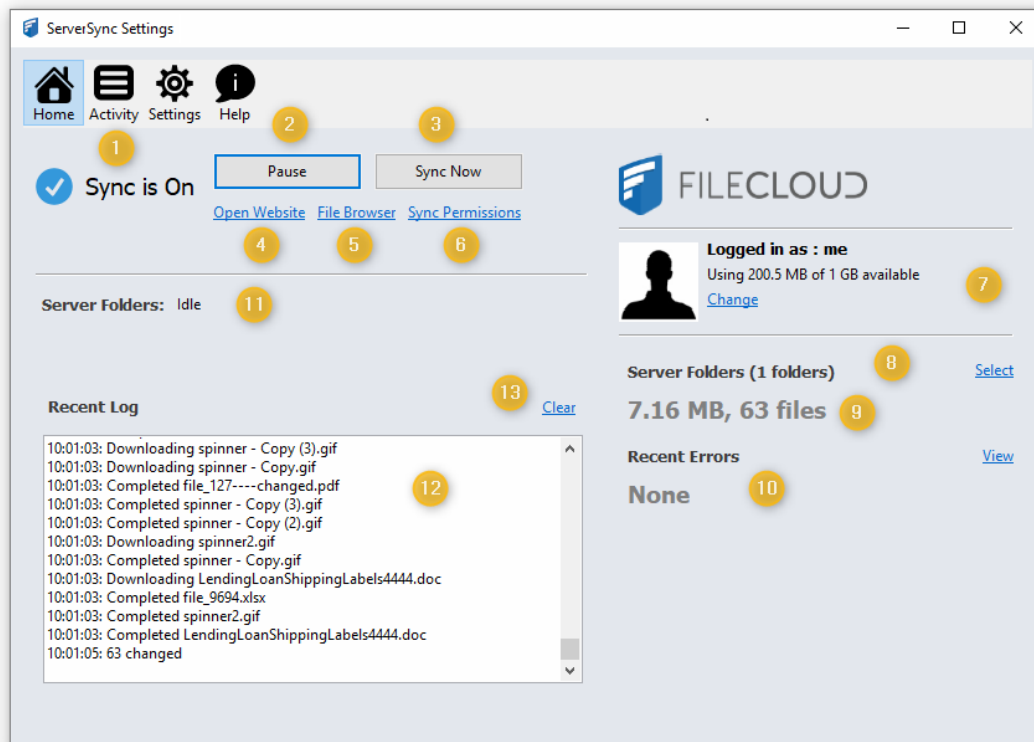 ServerSync Settings
Home Activity Settings Help
1
2
3
Sync is On
Pause
Sync Now
Open Website File Browser Sync Permissions
4
5
6
Server Folders: Idle
11
13
Recent Log
Clear
10:01:03: Downloading spinner - Copy (3).gif
10:01:03: Downloading spinner - Copy.gif
10:01:03: Completed file_127----changed.pdf
10:01:03: Completed spinner - Copy (3).gif
10:01:03: Completed spinner - Copy (2).gif
10:01:03: Downloading spinner2.gif
10:01:03: Completed spinner - Copy.gif
10:01:03: Downloading LendingLoanShippingLabels4444.doc
10:01:03: Completed file_9694.xlsx
10:01:03: Completed spinner2.gif
10:01:03: Completed LendingLoanShippingLabels4444.doc
10:01:05: 63 changed
12
FILECLOUD
Logged in as : me
Using 200.5 MB of 1 GB available
Change
7
8
Server Folders (1 folders)
Select
7.16 MB, 63 files
9
Recent Errors
View
None
10